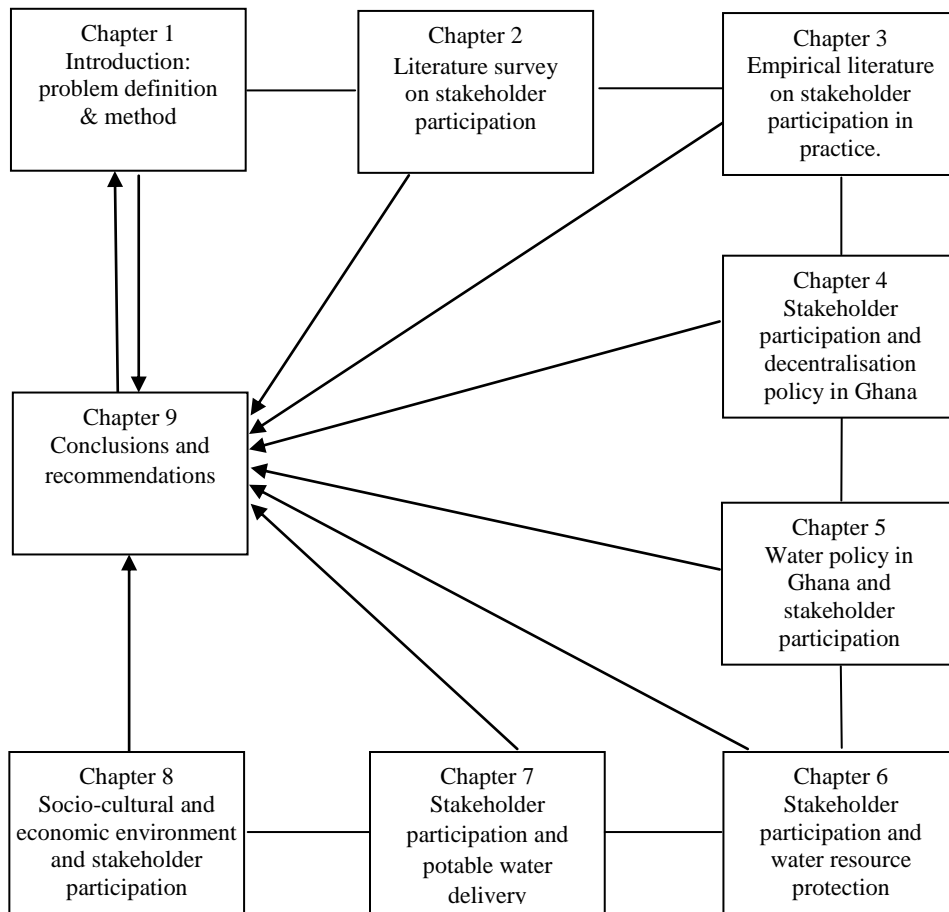 Chapter 1
Introduction:
problem definition
& method
Chapter 2
Literature survey
on stakeholder
participation
Chapter 3
Empirical literature
on stakeholder
participation in
practice.
Chapter 4
Stakeholder
participation and
decentralisation
policy in Ghana
Chapter 9
Conclusions and
recommendations
Chapter 5
Water policy in
Ghana and
stakeholder
participation
Chapter 8
Socio-cultural and
economic environment
and stakeholder
participation
Chapter 7
Stakeholder
participation and
potable water
delivery
Chapter 6
Stakeholder
participation and
water resource
protection